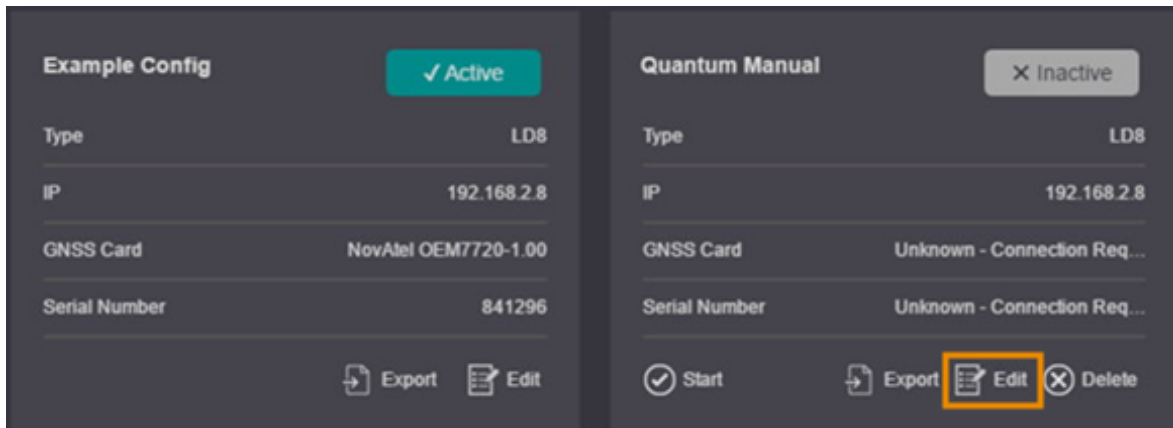 Example Config
Active
Type LD8
IP 192.168.2.8
GNSS Card NovAtel OEM7720-1.00
Serial Number 841296
Export Edit
Quantum Manual
Inactive
Type LD8
IP 192.168.2.8
GNSS Card Unknown - Connection Req...
Serial Number Unknown - Connection Req...
Start Export Edit Delete